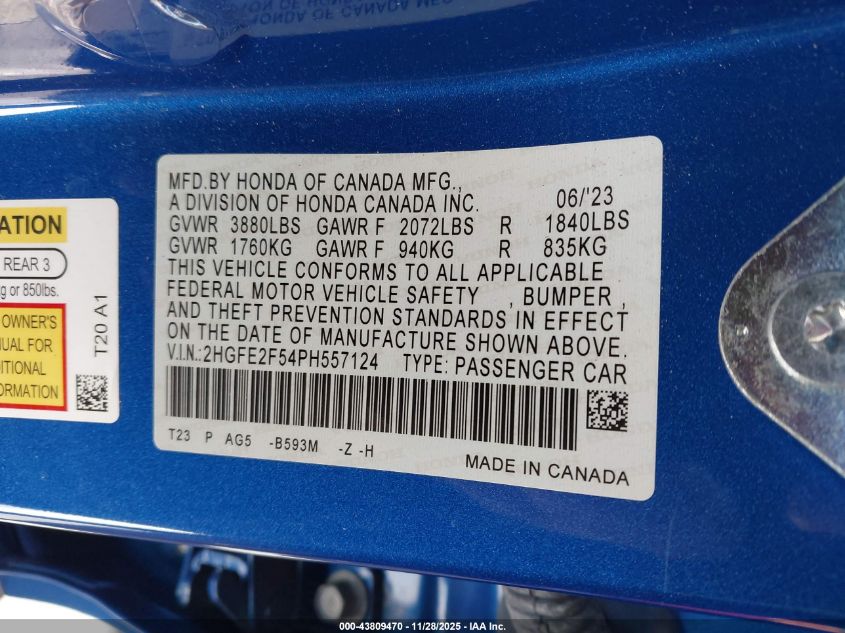 MFD.BY HONDA OF CANADA MFG.,
A DIVISION OF HONDA CANADA INC. 06/'23
GVWR 3880LBS GAWR F 2072LBS R 1840LBS
GVWR 1760KG GAWR F 940KG R 835KG
THIS VEHICLE CONFORMS TO ALL APPLICABLE
FEDERAL MOTOR VEHICLE SAFETY , BUMPER ,
AND THEFT PREVENTION STANDARDS IN EFFECT
ON THE DATE OF MANUFACTURE SHOWN ABOVE.
V.I.N.:2HGFE2F54PH557124 TYPE: PASSENGER CAR
T23 P AG5 -B593M -Z -H
MADE IN CANADA
ATION
REAR 3
g or 850lbs.
OWNER'S
NUAL FOR
DITIONAL
FORMATION
T20 A1
000-43809470 - 11/28/2025 - IAA Inc.